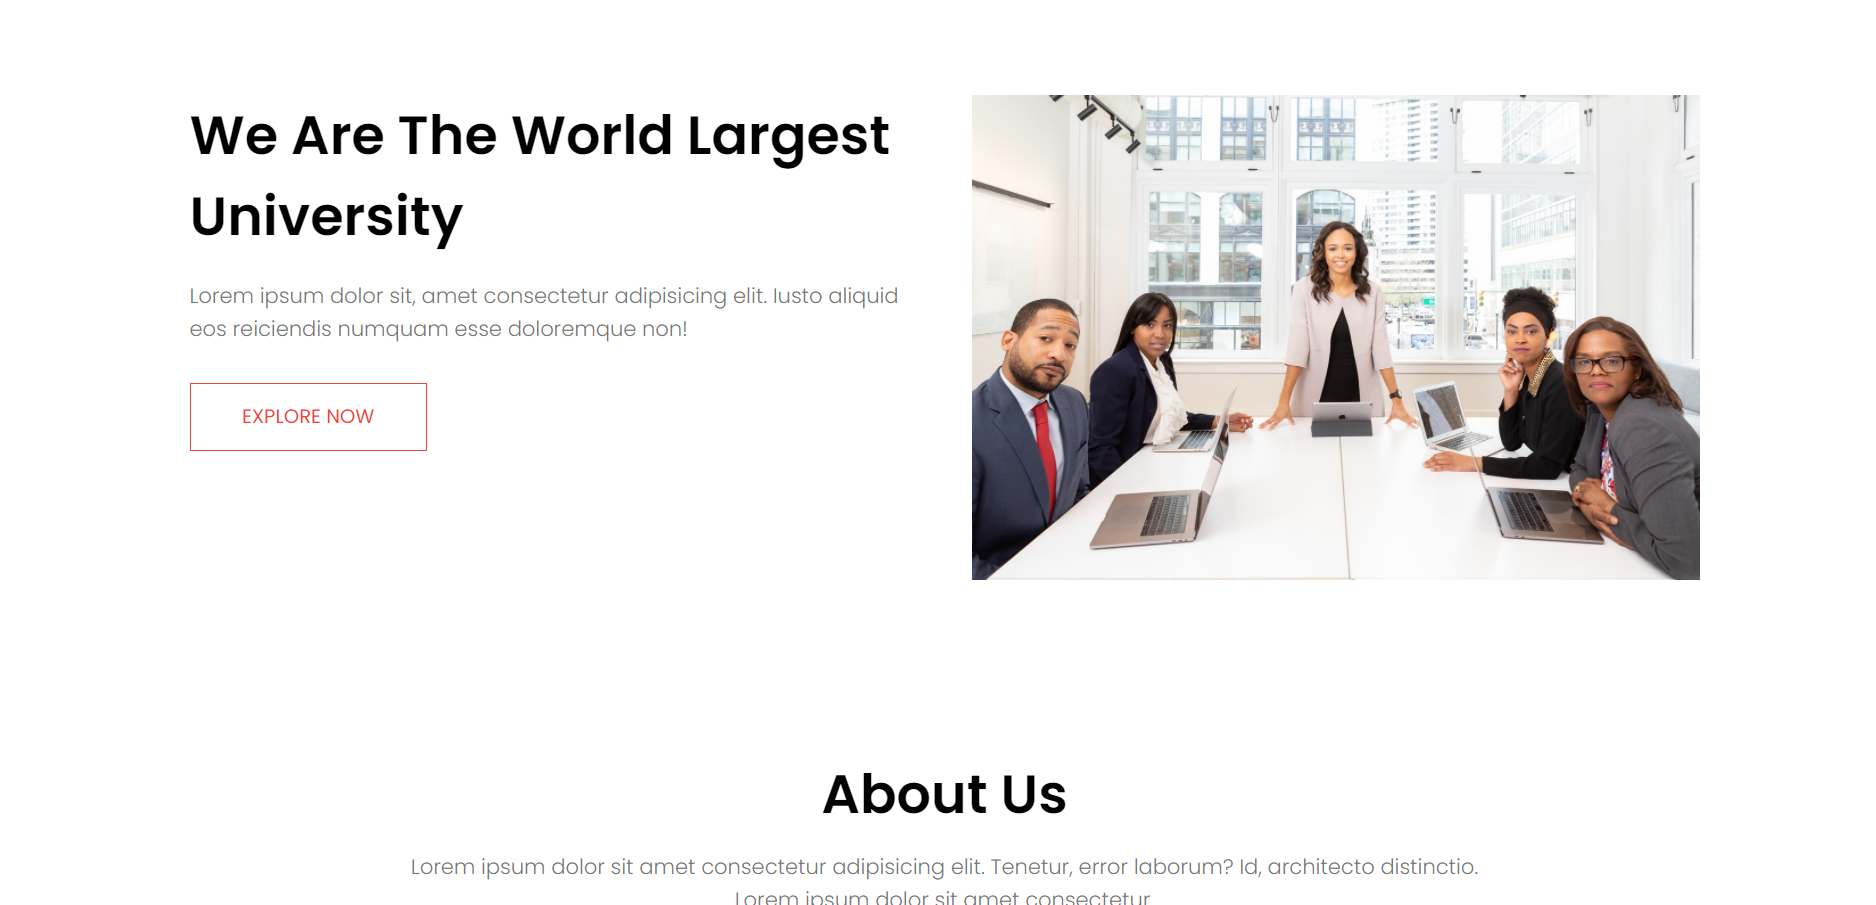 We Are The World Largest
University
Lorem ipsum dolor sit, amet consectetur adipisicing elit. Iusto aliquid
eos reiciendis numquam esse doloremque non!
EXPLORE NOW
About Us
Lorem ipsum dolor sit amet consectetur adipisicing elit. Tenetur, error laborum? Id, architecto distinctio.
Lorem ipsum dolor sit amet consectetur